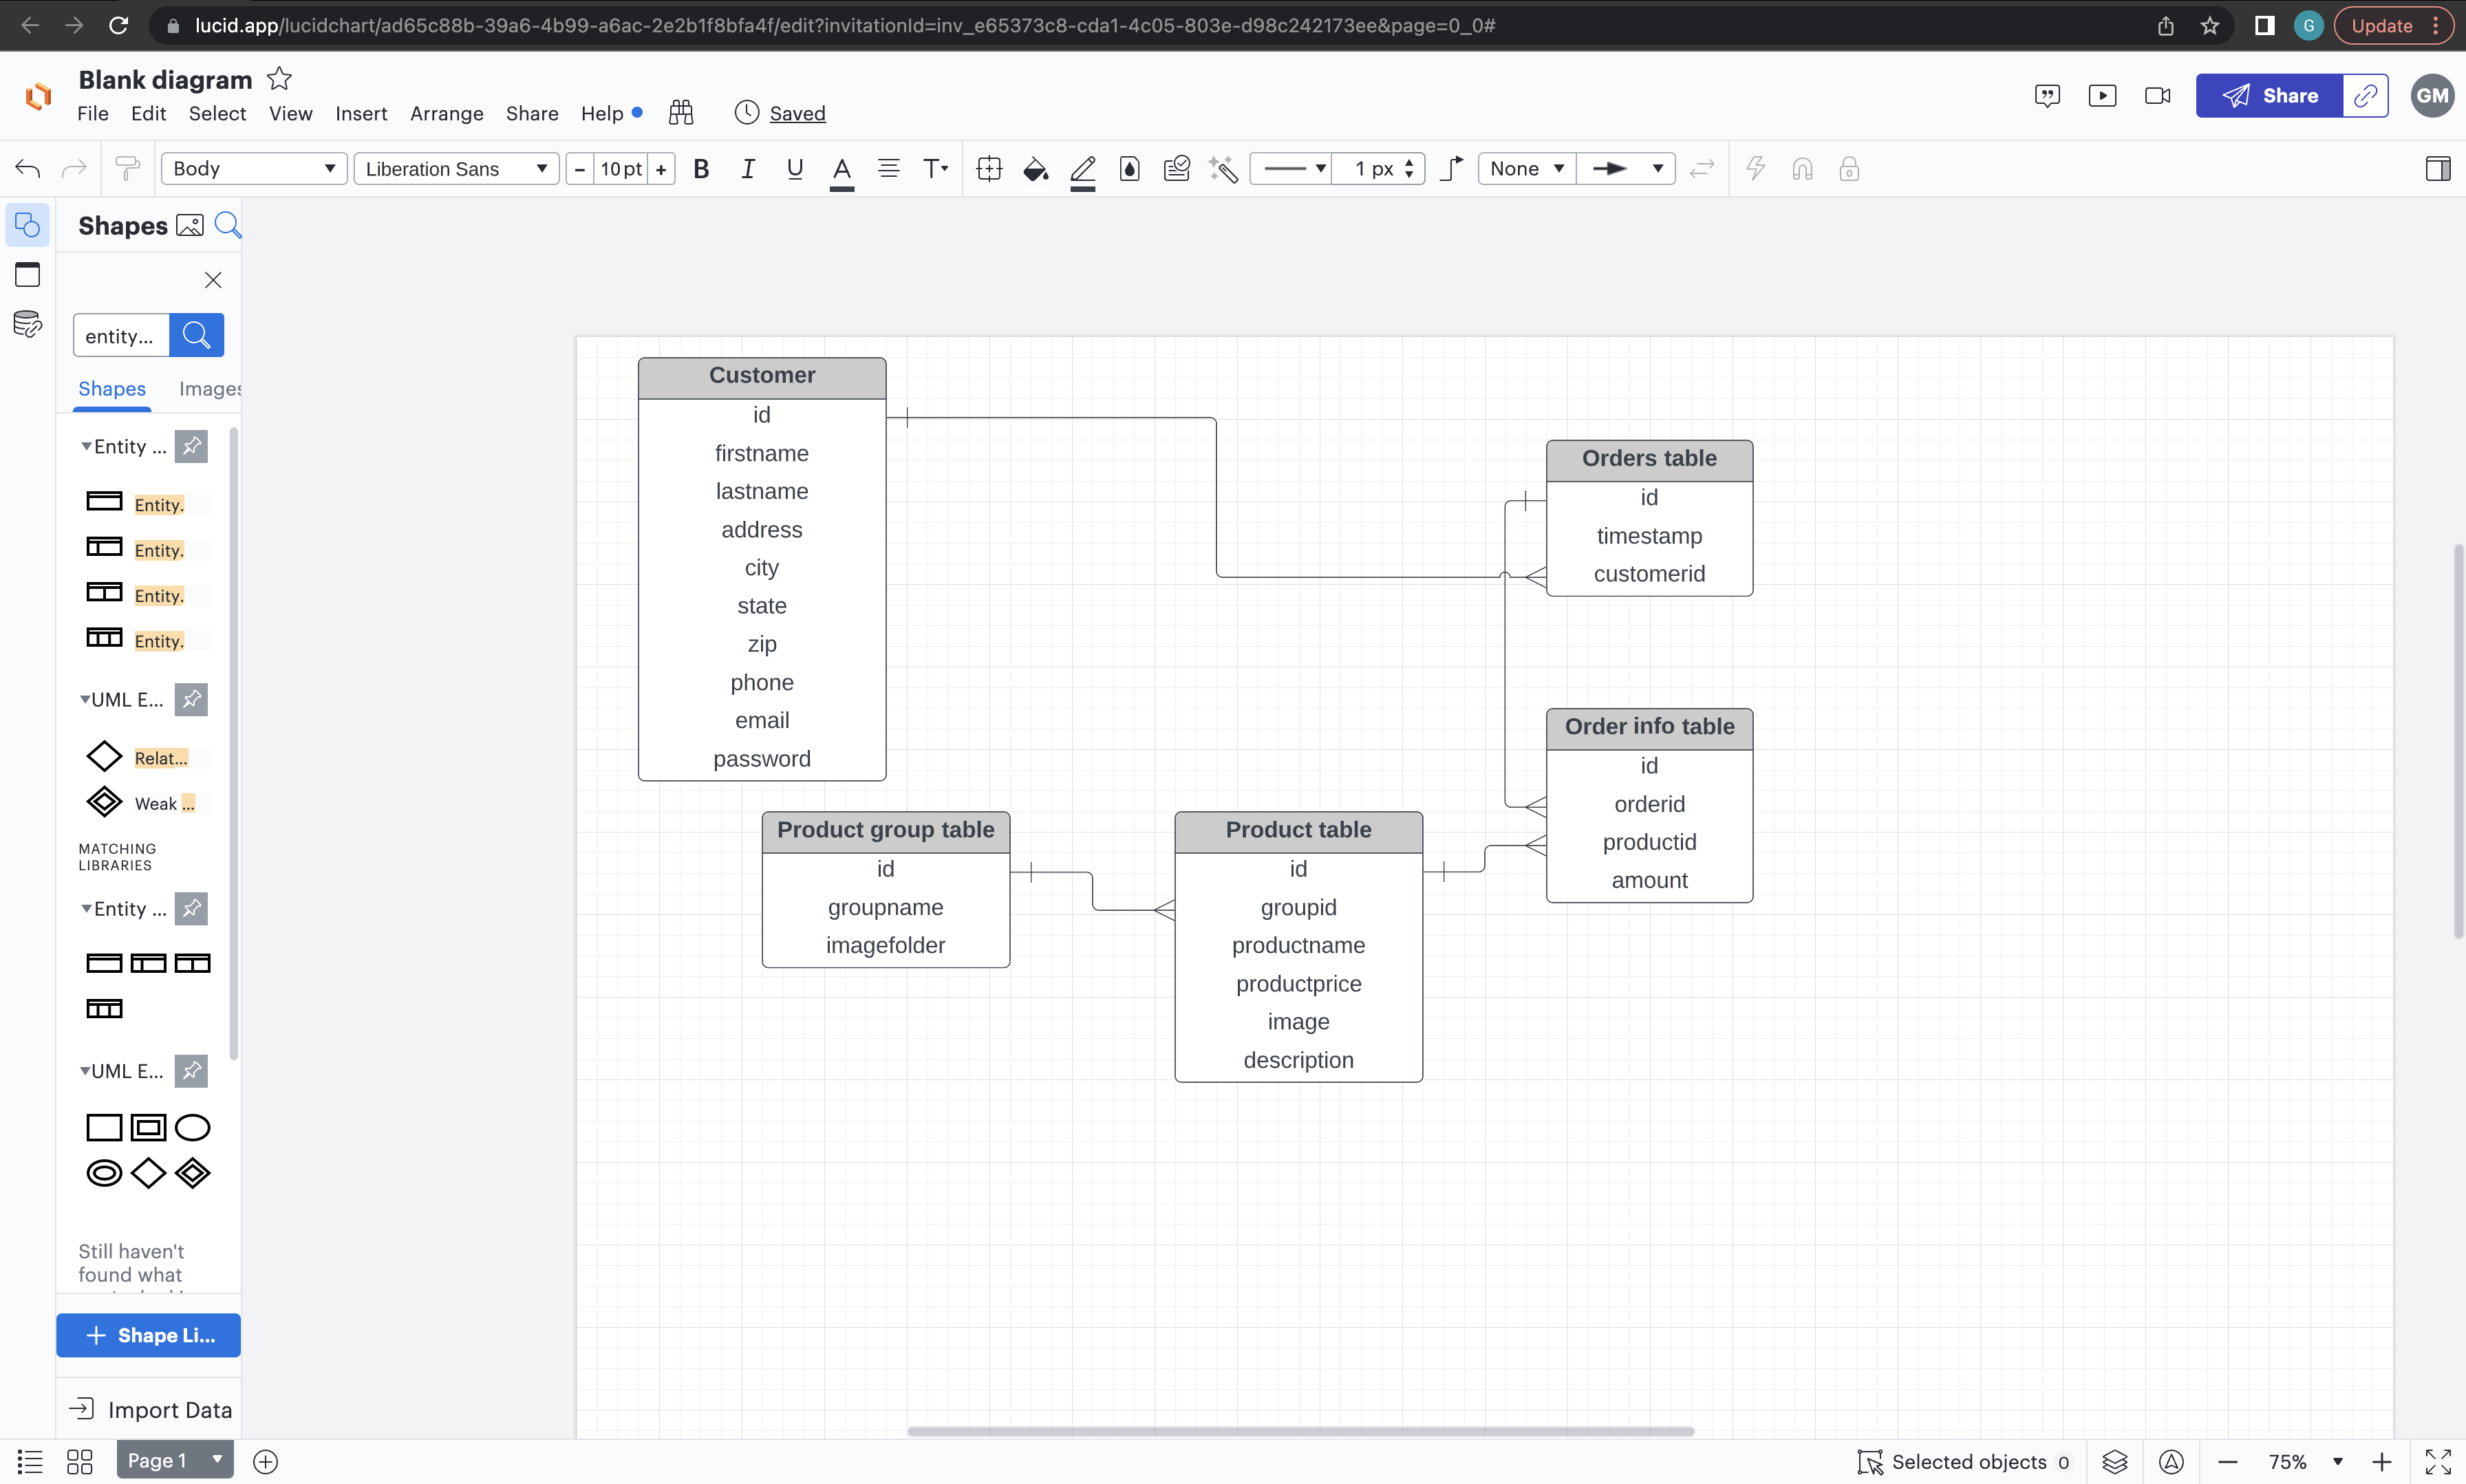 lucid.app/lucidchart/ad65c88b-39a6-4b99-a6ac-2e2b1f8bfa4f/edit?invitationId=inv_e65373c8-cda1-4c05-803e-d98c242173ee&page=0_0#
G
Update
Blank diagram
File Edit Select View Insert Arrange Share Help Saved
Share
GM
Body
Liberation Sans
- 10 pt +
B I U A T
1 px
None
Shapes
entity...
Shapes Images
Entity ...
Entity.
Entity.
Entity.
Entity.
UML E...
Relat...
Weak ...
MATCHING
LIBRARIES
Entity ...
UML E...
Still haven't
found what
+ Shape Li...
Import Data
Customer
id
firstname
lastname
address
city
state
zip
phone
email
password
Orders table
id
timestamp
customerid
Order info table
id
orderid
productid
amount
Product group table
id
groupname
imagefolder
Product table
id
groupid
productname
productprice
image
description
Page 1
Selected objects 0
75%